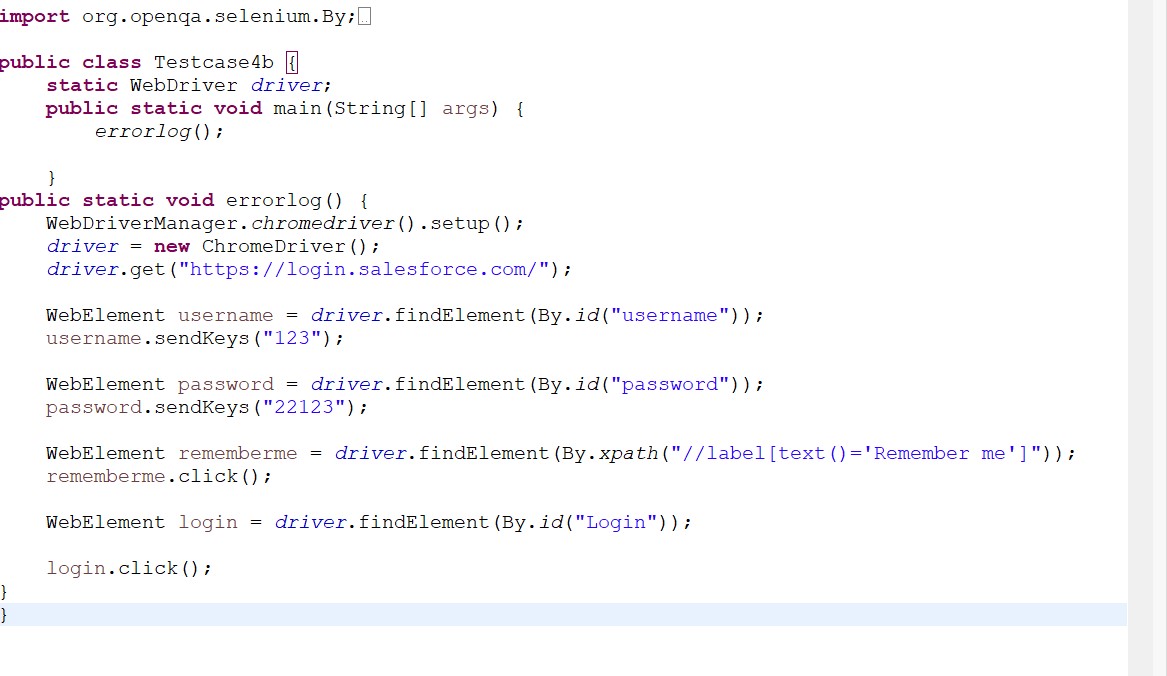 import org.openqa.selenium.By;
public class Testcase4b {
static WebDriver driver;
public static void main(String[] args) {
errorlog();
}
public static void errorlog() {
WebDriverManager.chromedriver().setup();
driver = new ChromeDriver();
driver.get("https://login.salesforce.com/");
WebElement username = driver.findElement(By.id("username"));
username.sendKeys("123");
WebElement password = driver.findElement(By.id("password"));
password.sendKeys("22123");
WebElement rememberme = driver.findElement(By.xpath("//label[text()='Remember me']"));
rememberme.click();
WebElement login = driver.findElement(By.id("Login"));
login.click();
}
}